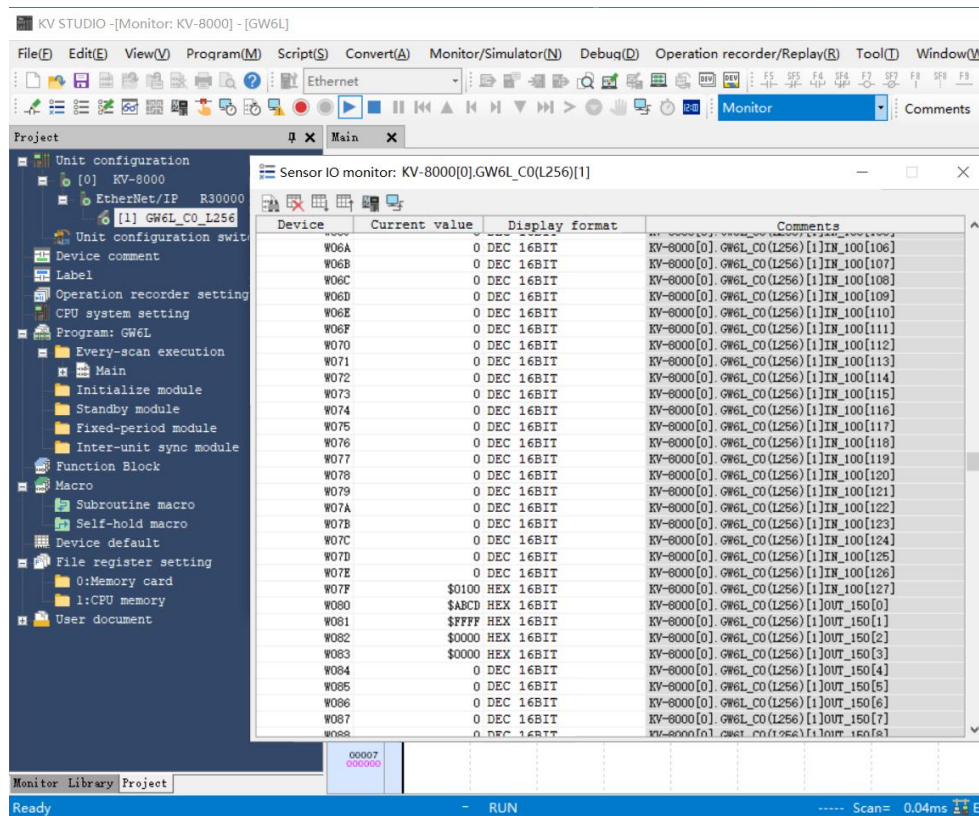 KV STUDIO -[Monitor: KV-8000] - [GW6L]
File(F) Edit(E) View(V) Program(M) Script(S) Convert(A) Monitor/Simulator(N) Debug(D) Operation recorder/Replay(R) Tool(T) Window(W
Ethernet F5 SF5 F4 SF4 F7 SF7 F8 SF8 F9
Monitor Comments
Project Main
Unit configuration
[0] KV-8000
EtherNet/IP R30000
[1] GW6L_C0_L256
Unit configuration swit
Device comment
Label
Operation recorder setting
CPU system setting
Program: GW6L
Every-scan execution
Main
Initialize module
Standby module
Fixed-period module
Inter-unit sync module
Function Block
Macro
Subroutine macro
Self-hold macro
Device default
File register setting
0:Memory card
1:CPU memory
User document
Monitor Library Project
Sensor IO monitor: KV-8000[0].GW6L_C0(L256)[1]
Device Current value Display format Comments
W06A 0 DEC 16BIT KV-8000[0].GW6L_C0(L256)[1]IN_100[106]
W06B 0 DEC 16BIT KV-8000[0].GW6L_C0(L256)[1]IN_100[107]
W06C 0 DEC 16BIT KV-8000[0].GW6L_C0(L256)[1]IN_100[108]
W06D 0 DEC 16BIT KV-8000[0].GW6L_C0(L256)[1]IN_100[109]
W06E 0 DEC 16BIT KV-8000[0].GW6L_C0(L256)[1]IN_100[110]
W06F 0 DEC 16BIT KV-8000[0].GW6L_C0(L256)[1]IN_100[111]
W070 0 DEC 16BIT KV-8000[0].GW6L_C0(L256)[1]IN_100[112]
W071 0 DEC 16BIT KV-8000[0].GW6L_C0(L256)[1]IN_100[113]
W072 0 DEC 16BIT KV-8000[0].GW6L_C0(L256)[1]IN_100[114]
W073 0 DEC 16BIT KV-8000[0].GW6L_C0(L256)[1]IN_100[115]
W074 0 DEC 16BIT KV-8000[0].GW6L_C0(L256)[1]IN_100[116]
W075 0 DEC 16BIT KV-8000[0].GW6L_C0(L256)[1]IN_100[117]
W076 0 DEC 16BIT KV-8000[0].GW6L_C0(L256)[1]IN_100[118]
W077 0 DEC 16BIT KV-8000[0].GW6L_C0(L256)[1]IN_100[119]
W078 0 DEC 16BIT KV-8000[0].GW6L_C0(L256)[1]IN_100[120]
W079 0 DEC 16BIT KV-8000[0].GW6L_C0(L256)[1]IN_100[121]
W07A 0 DEC 16BIT KV-8000[0].GW6L_C0(L256)[1]IN_100[122]
W07B 0 DEC 16BIT KV-8000[0].GW6L_C0(L256)[1]IN_100[123]
W07C 0 DEC 16BIT KV-8000[0].GW6L_C0(L256)[1]IN_100[124]
W07D 0 DEC 16BIT KV-8000[0].GW6L_C0(L256)[1]IN_100[125]
W07E 0 DEC 16BIT KV-8000[0].GW6L_C0(L256)[1]IN_100[126]
W07F $0100 HEX 16BIT KV-8000[0].GW6L_C0(L256)[1]IN_100[127]
W080 $ABCD HEX 16BIT KV-8000[0].GW6L_C0(L256)[1]OUT_150[0]
W081 $FFFF HEX 16BIT KV-8000[0].GW6L_C0(L256)[1]OUT_150[1]
W082 $0000 HEX 16BIT KV-8000[0].GW6L_C0(L256)[1]OUT_150[2]
W083 $0000 HEX 16BIT KV-8000[0].GW6L_C0(L256)[1]OUT_150[3]
W084 0 DEC 16BIT KV-8000[0].GW6L_C0(L256)[1]OUT_150[4]
W085 0 DEC 16BIT KV-8000[0].GW6L_C0(L256)[1]OUT_150[5]
W086 0 DEC 16BIT KV-8000[0].GW6L_C0(L256)[1]OUT_150[6]
W087 0 DEC 16BIT KV-8000[0].GW6L_C0(L256)[1]OUT_150[7]
W088 0 DEC 16BIT KV-8000[0].GW6L_C0(L256)[1]OUT_150[8]
00007
000000
Ready - RUN ----- Scan= 0.04ms E